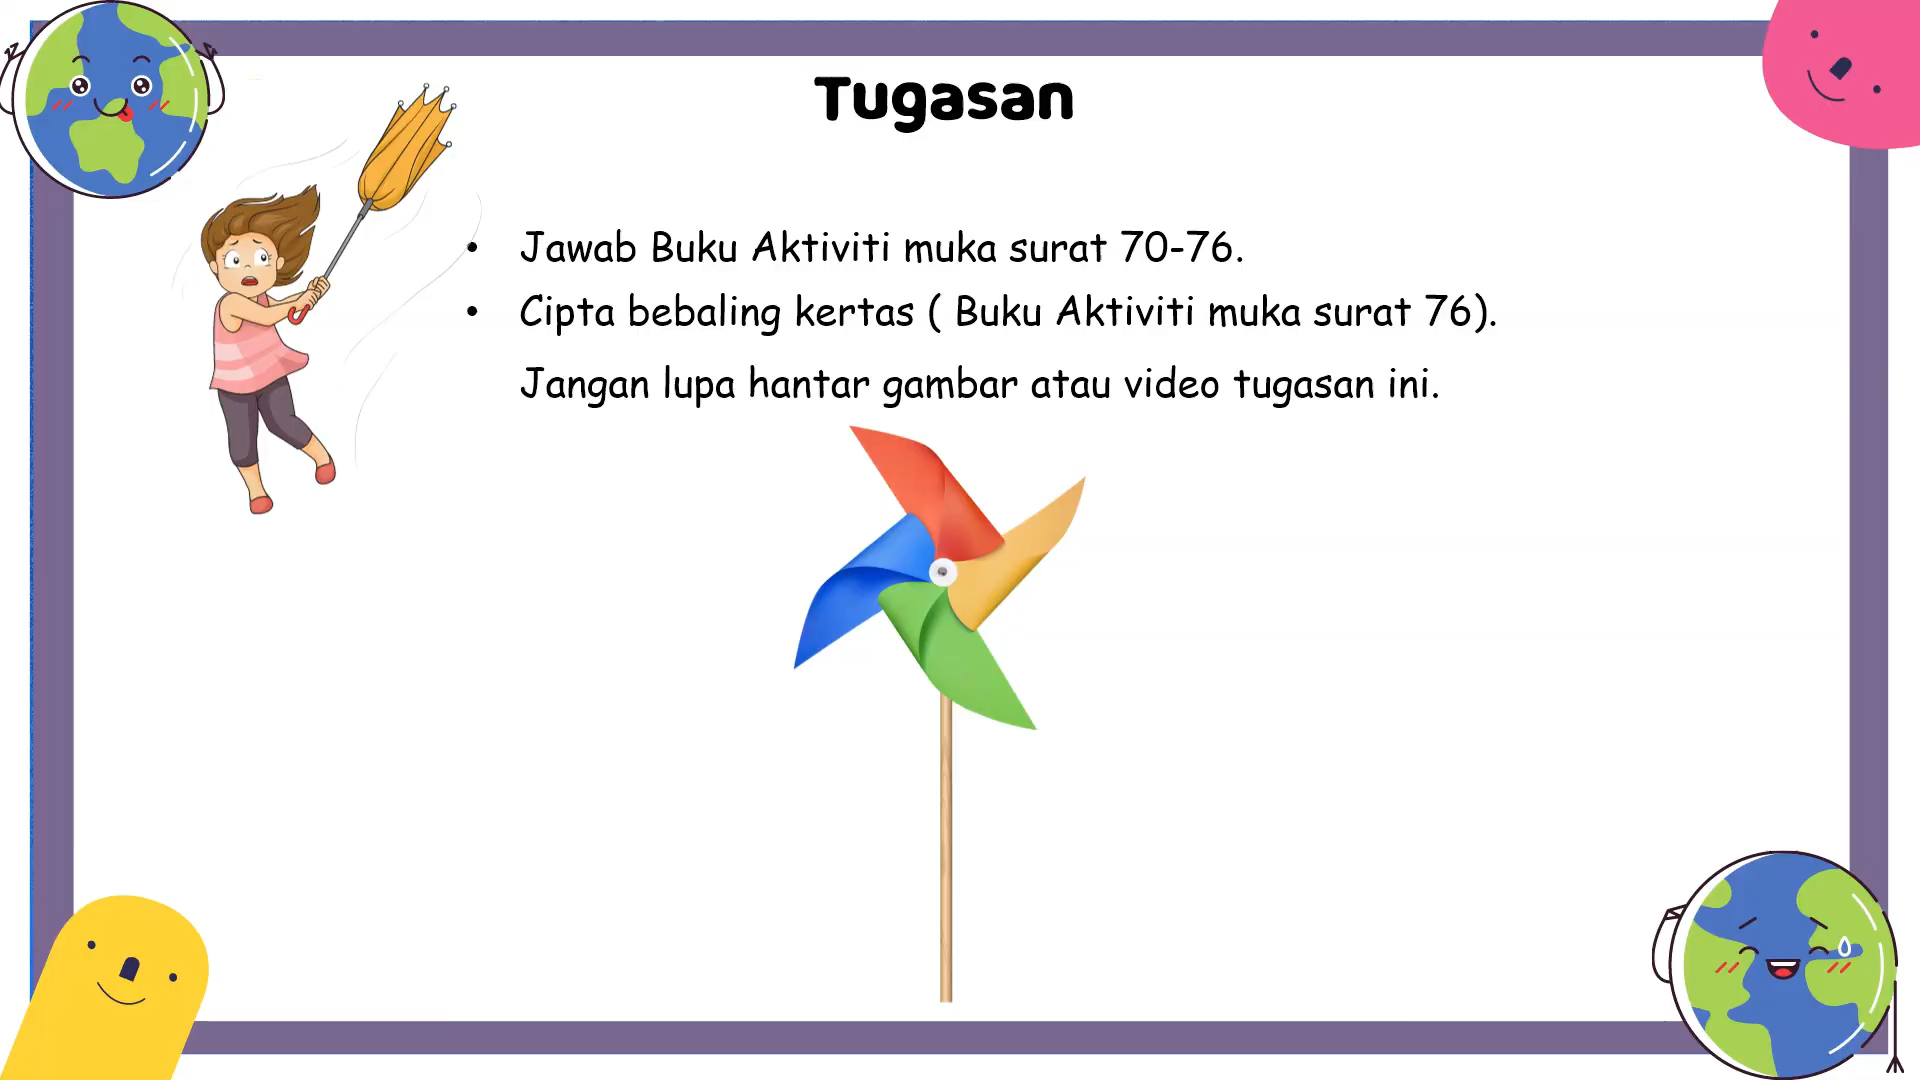 Tugasan
• Jawab Buku Aktiviti muka surat 70-76.
• Cipta bebaling kertas ( Buku Aktiviti muka surat 76).
Jangan lupa hantar gambar atau video tugasan ini.